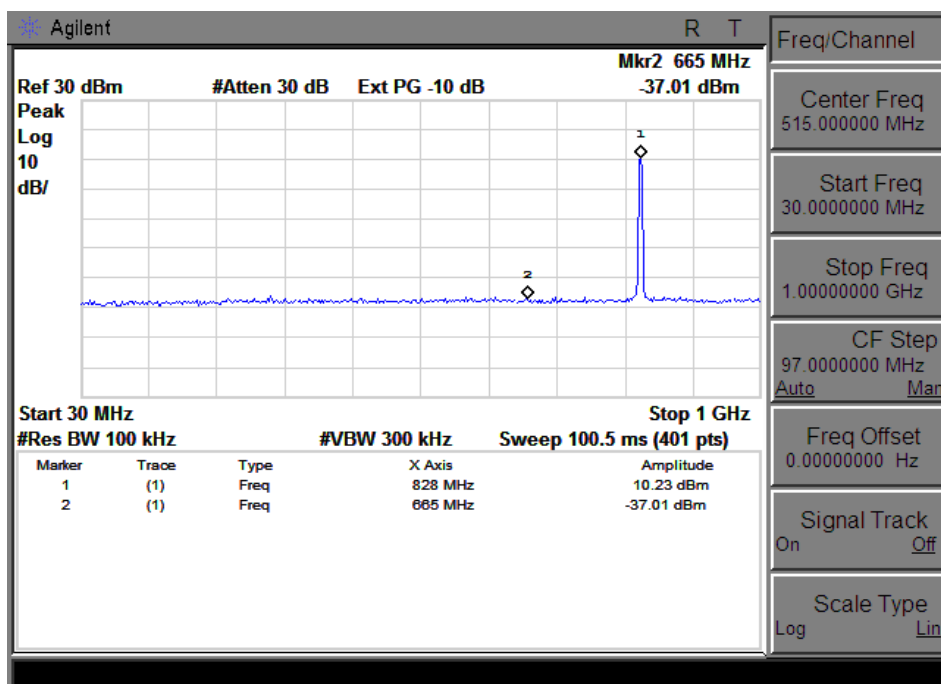 Agilent R T
Freq/Channel
Mkr2 665 MHz
Ref 30 dBm #Atten 30 dB Ext PG -10 dB -37.01 dBm
Peak
Log
10
dB/
1
2
Start 30 MHz Stop 1 GHz
#Res BW 100 kHz #VBW 300 kHz Sweep 100.5 ms (401 pts)
Marker Trace Type X Axis Amplitude
1 (1) Freq 828 MHz 10.23 dBm
2 (1) Freq 665 MHz -37.01 dBm
Center Freq
515.000000 MHz
Start Freq
30.0000000 MHz
Stop Freq
1.00000000 GHz
CF Step
97.0000000 MHz
Auto Man
Freq Offset
0.00000000 Hz
Signal Track
On Off
Scale Type
Log Lin